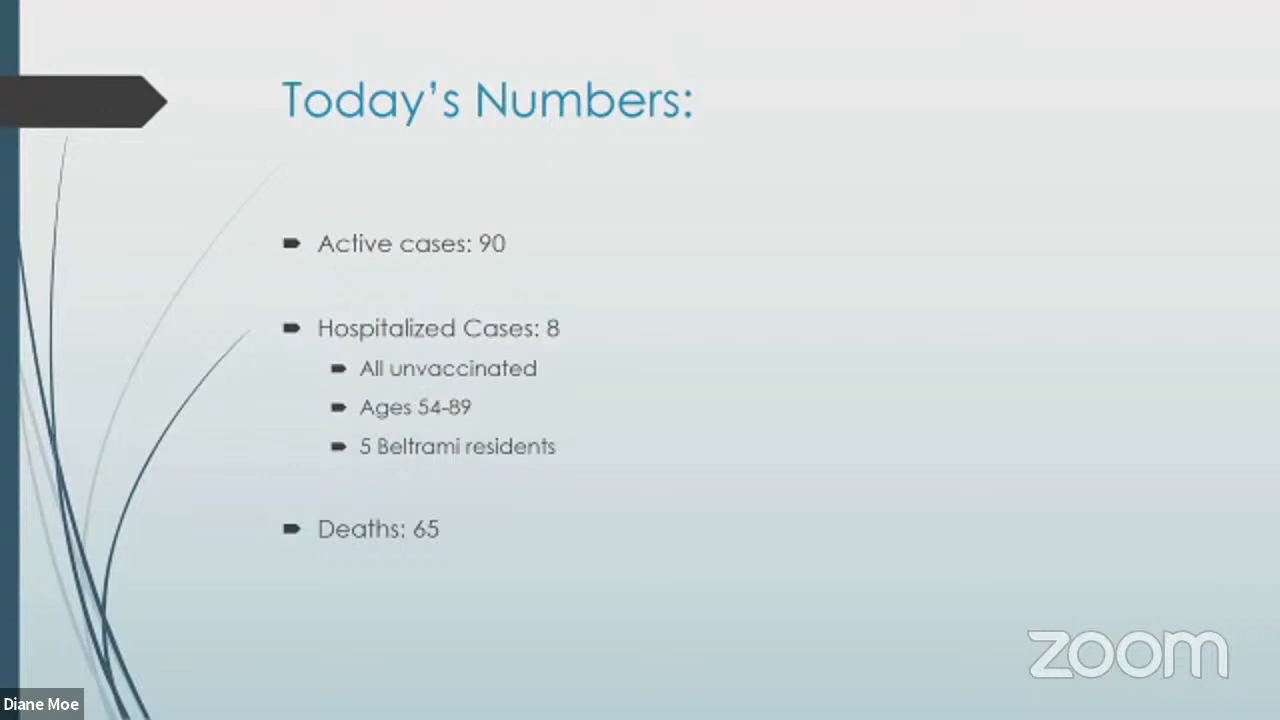 Today's Numbers:
Active cases: 90
Hospitalized Cases: 8
All unvaccinated
Ages 54-89
5 Beltrami residents
Deaths: 65
zoom
Diane Moe